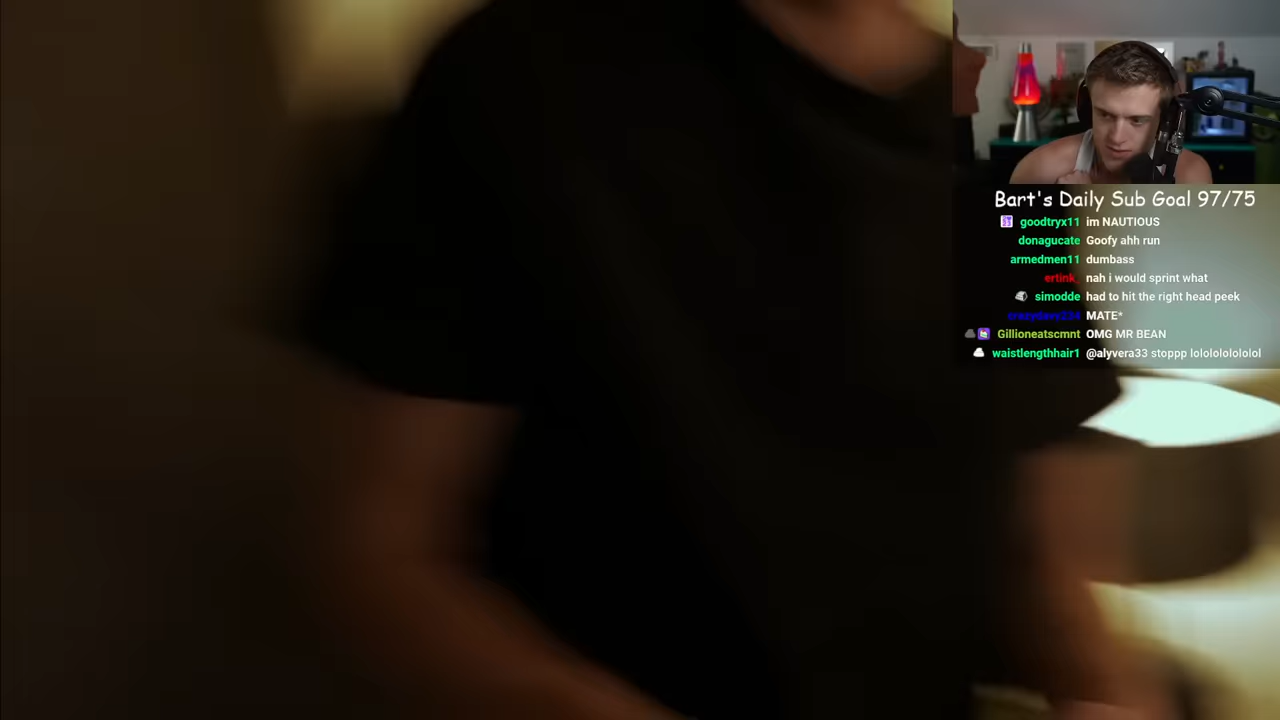 Bart's Daily Sub Goal 97/75
goodtryx11 im NAUTIOUS
donagucate Goofy ahh run
armedmen11 dumbass
ertink_ nah i would sprint what
simodde had to hit the right head peek
crazydavy234 MATE*
Gillioneatscmnt OMG MR BEAN
waistlengthhair1 @alyvera33 stoppp lolololololol